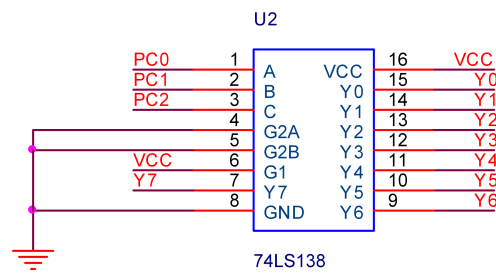 U2
PC0 1 A VCC 16 VCC
PC1 2 B Y0 15 Y0
PC2 3 C Y1 14 Y1
4 G2A Y2 13 Y2
5 G2B Y3 12 Y3
VCC 6 G1 Y4 11 Y4
Y7 7 Y7 Y5 10 Y5
8 GND Y6 9 Y6
74LS138